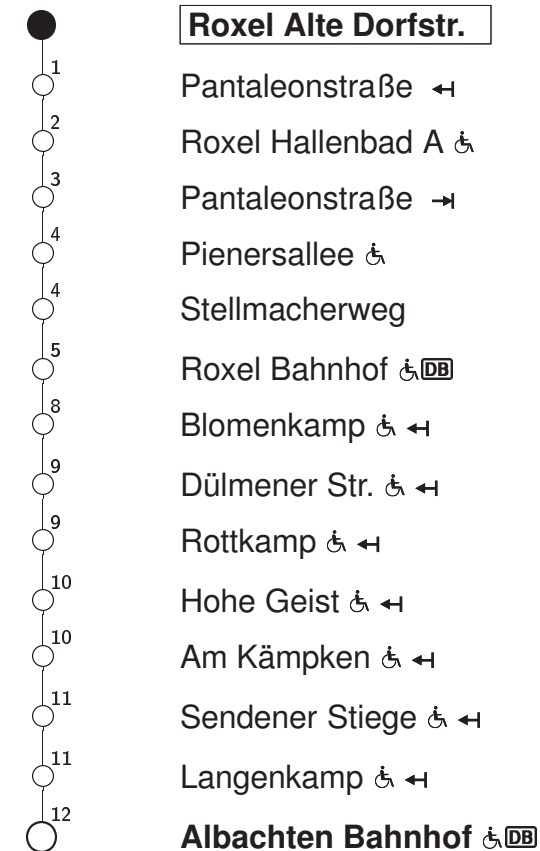 Roxel Alte Dorfstr.
1 Pantaleonstraße
2 Roxel Hallenbad A
3 Pantaleonstraße
4 Pienersallee
4 Stellmacherweg
5 Roxel Bahnhof DB
8 Blomenkamp
9 Dülmener Str.
9 Rottkamp
10 Hohe Geist
10 Am Kämpken
11 Sendener Stiege
11 Langenkamp
12 Albachten Bahnhof DB